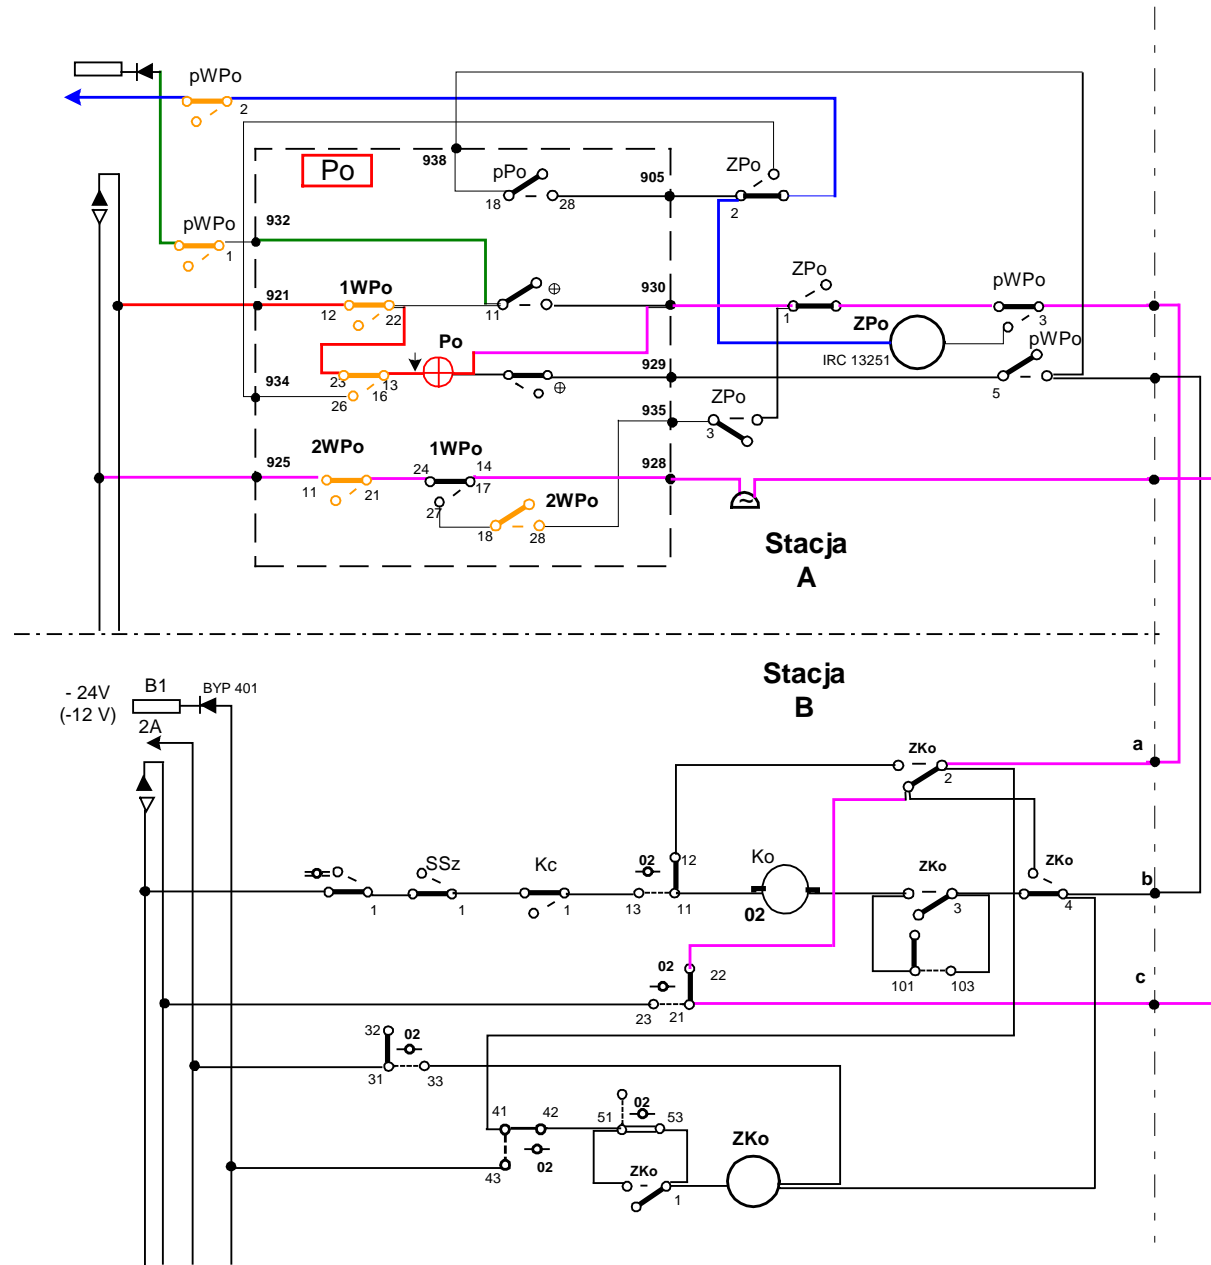 pWPo
2
938
Po
pPo
18
28
905
ZPo
2
pWPo
1
932
921
1WPo
12
22
11
930
ZPo
1
pWPo
3
ZPo
IRC 13251
pWPo
5
Po
23
13
26
16
934
929
935
ZPo
3
2WPo
1WPo
925
11
21
24
14
17
27
2WPo
18
28
928
Stacja
A
Stacja
B
- 24V
(-12 V)
B1
BYP 401
2A
a
ZKo
2
SSz
Kc
02
12
Ko
ZKo
ZKo
b
1
1
1
13
11
02
3
4
02
22
101
103
c
23
21
32
02
31
33
41
42
51
02
53
ZKo
02
43
ZKo
1